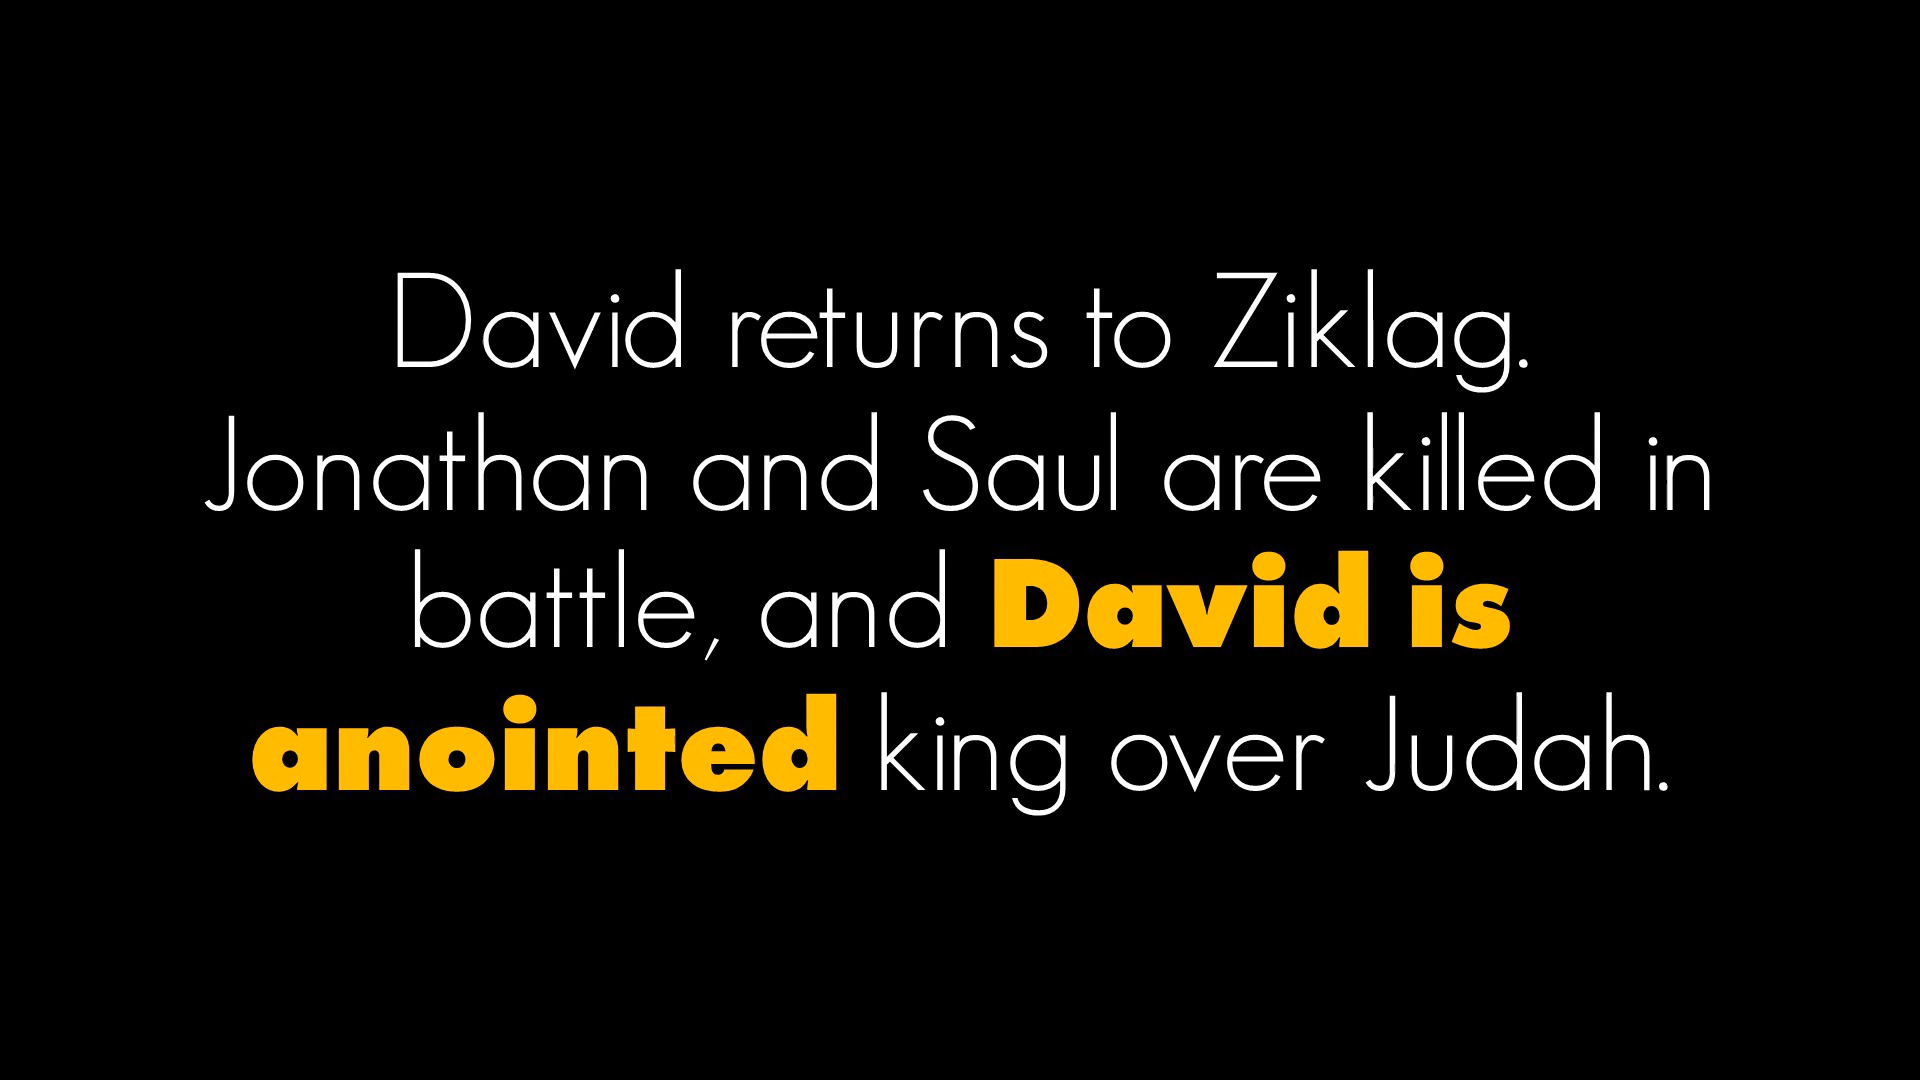 David returns to Ziklag.
Jonathan and Saul are killed in
battle, and David is
anointed king over Judah.